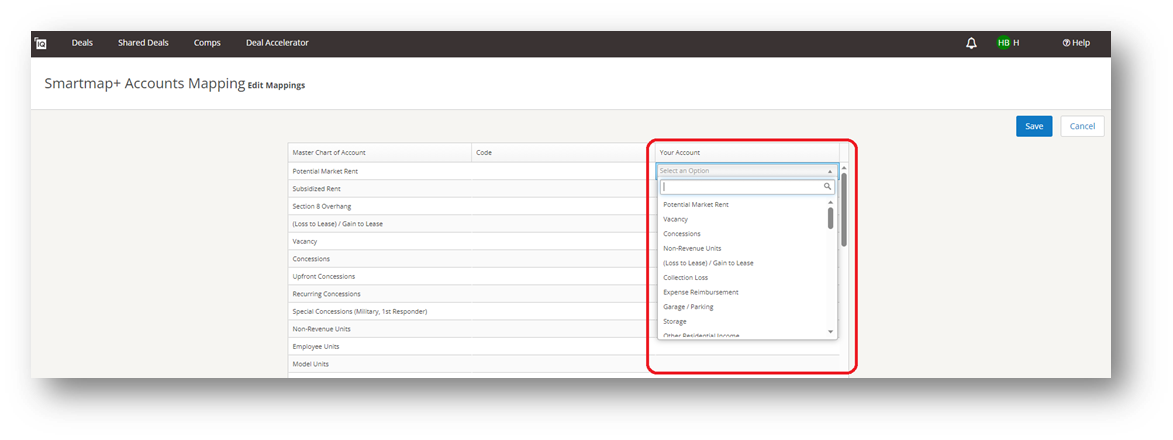 IQ Deals Shared Deals Comps Deal Accelerator HB H Help
Smartmap+ Accounts Mapping Edit Mappings
Save Cancel
Master Chart of Account Code Your Account
Potential Market Rent Select an Option
Subsidized Rent
Section 8 Overhang
(Loss to Lease) / Gain to Lease
Vacancy
Concessions
Upfront Concessions
Recurring Concessions
Special Concessions (Military, 1st Responder)
Non-Revenue Units
Employee Units
Model Units
Potential Market Rent
Vacancy
Concessions
Non-Revenue Units
(Loss to Lease) / Gain to Lease
Collection Loss
Expense Reimbursement
Garage / Parking
Storage
Other Residential Income